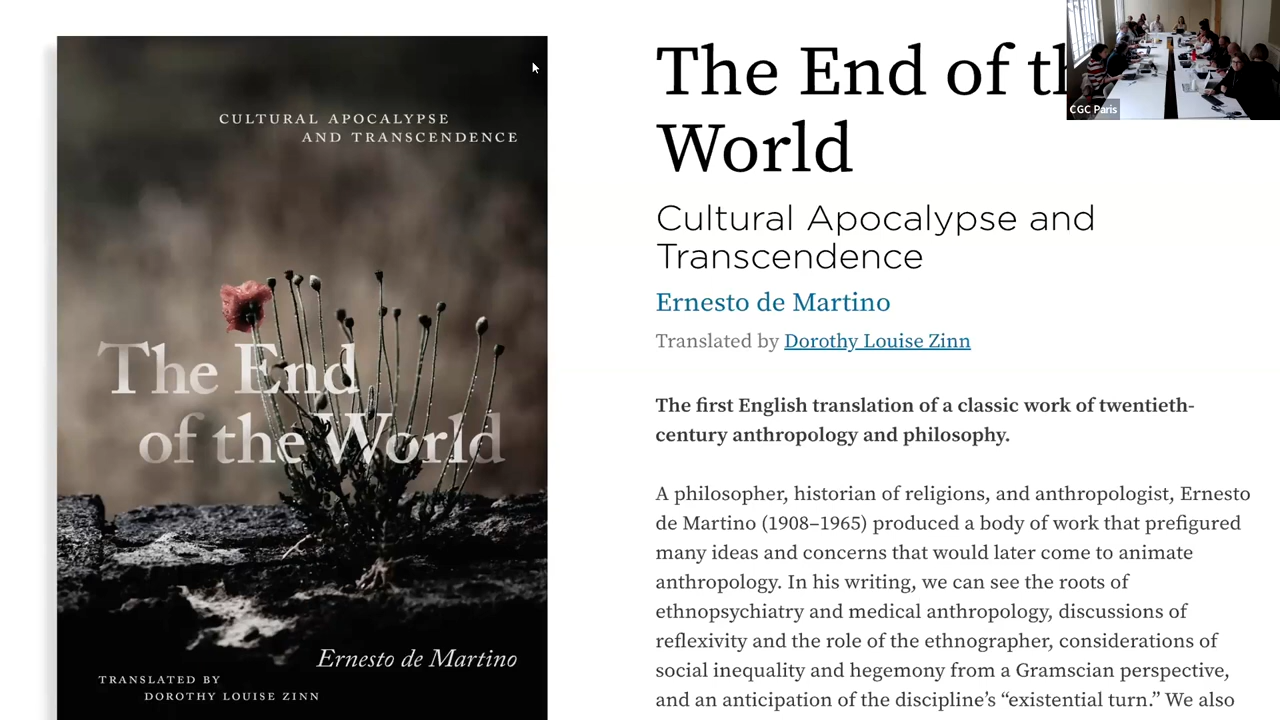 CULTURAL APOCALYPSE
AND TRANSCENDENCE
The End
of the World
Ernesto de Martino
TRANSLATED BY
DOROTHY LOUISE ZINN
The End of
World
Cultural Apocalypse and
Transcendence
Ernesto de Martino
Translated by Dorothy Louise Zinn
The first English translation of a classic work of twentieth-
century anthropology and philosophy.
A philosopher, historian of religions, and anthropologist, Ernesto
de Martino (1908–1965) produced a body of work that prefigured
many ideas and concerns that would later come to animate
anthropology. In his writing, we can see the roots of
ethnopsychiatry and medical anthropology, discussions of
reflexivity and the role of the ethnographer, considerations of
social inequality and hegemony from a Gramscian perspective,
and an anticipation of the discipline’s “existential turn.” We also
CGC Paris